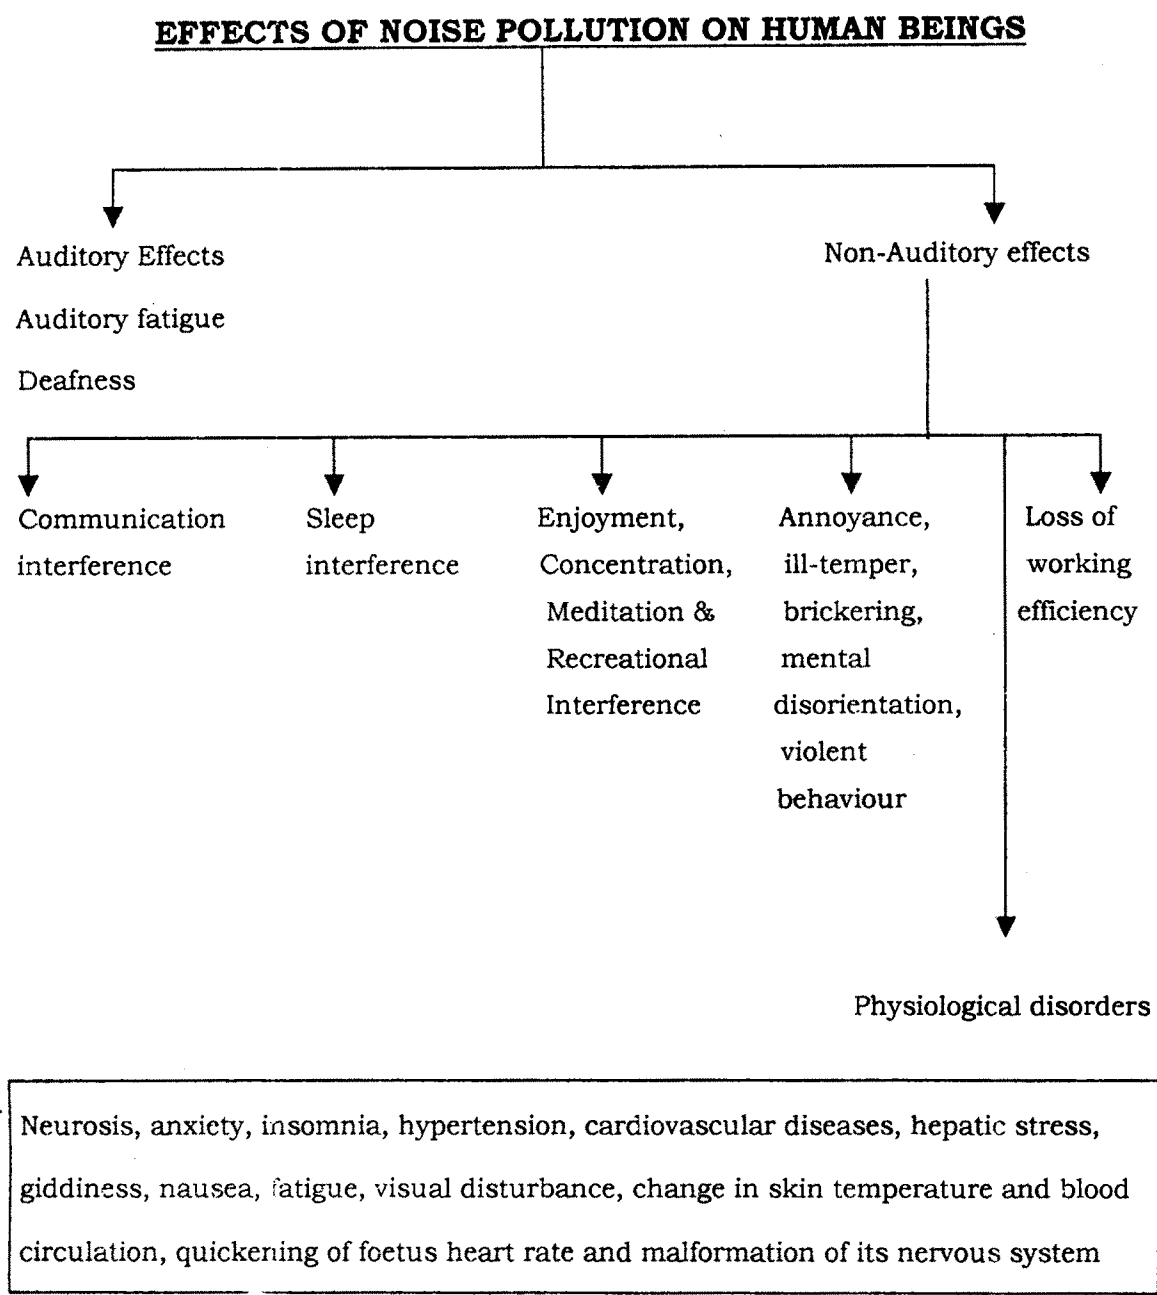 EFFECTS OF NOISE POLLUTION ON HUMAN BEINGS
Auditory Effects
Auditory fatigue
Deafness
Non-Auditory effects
Communication
interference
Sleep
interference
Enjoyment,
Concentration,
Meditation &
Recreational
Interference
Annoyance,
ill-temper,
brickering,
mental
disorientation,
violent
behaviour
Loss of
working
efficiency
Physiological disorders
Neurosis, anxiety, insomnia, hypertension, cardiovascular diseases, hepatic stress,
giddiness, nausea, fatigue, visual disturbance, change in skin temperature and blood
circulation, quickening of foetus heart rate and malformation of its nervous system